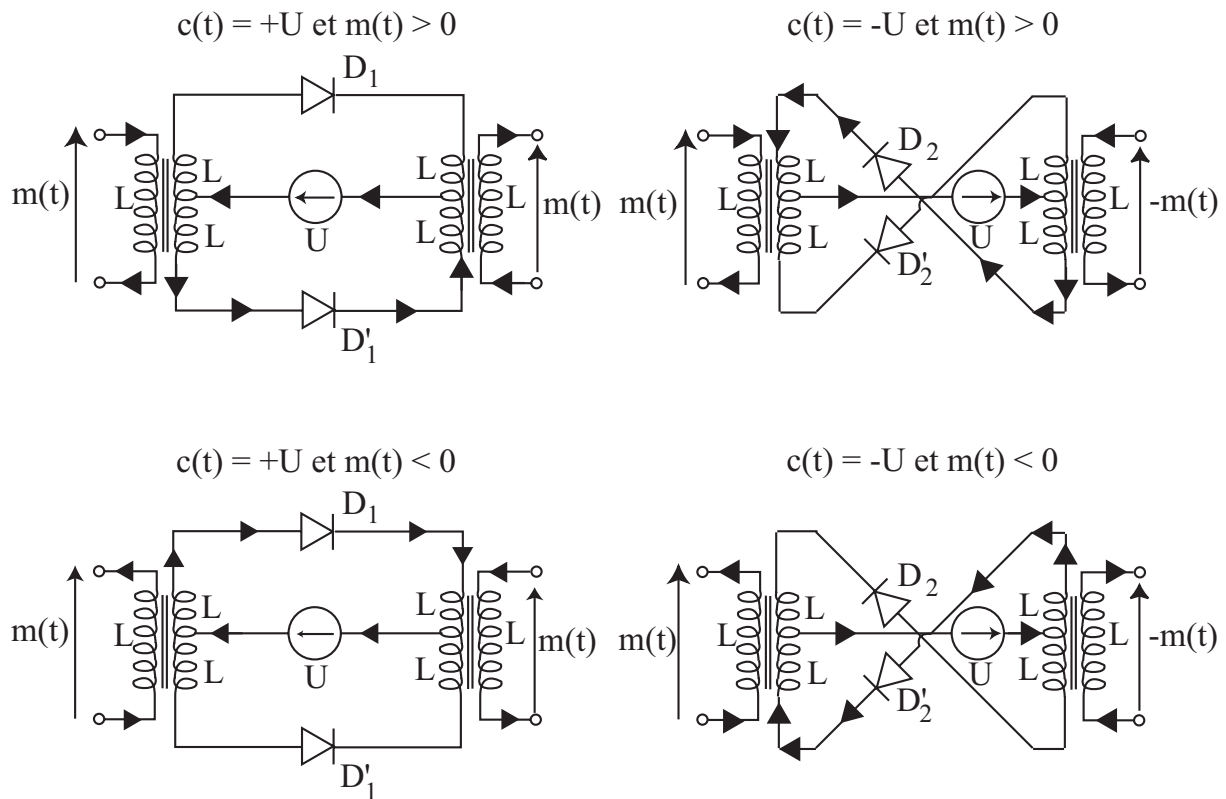 c(t) = +U et m(t) > 0
c(t) = -U et m(t) > 0
D1
m(t)
L
L
L
U
L
L
L
m(t)
D'1
m(t)
L
L
L
D2
D'2
U
L
L
L
-m(t)
c(t) = +U et m(t) < 0
c(t) = -U et m(t) < 0
D1
m(t)
L
L
L
U
L
L
L
m(t)
D'1
m(t)
L
L
L
D2
D'2
U
L
L
L
-m(t)